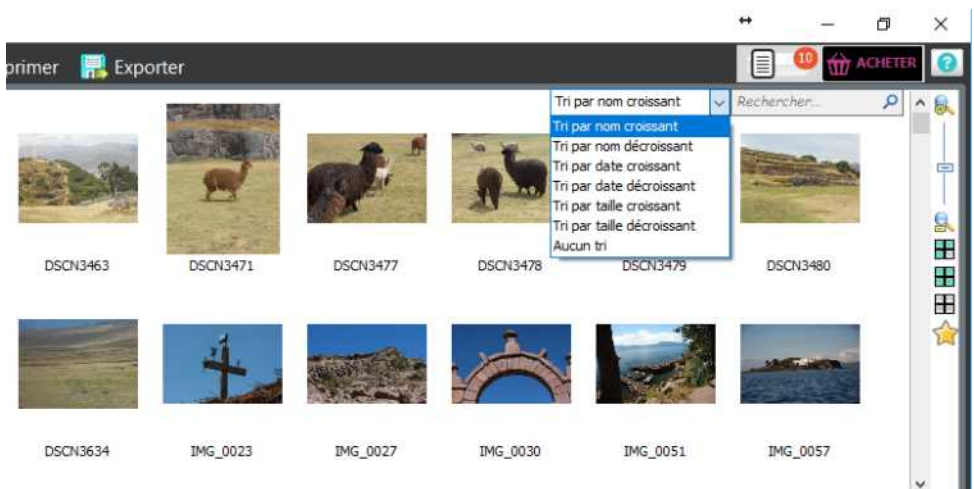 primer Exporter 10 ACHETER ?
Tri par nom croissant Rechercher...
Tri par nom croissant
Tri par nom décroissant
Tri par date croissant
Tri par date décroissant
Tri par taille croissant
Tri par taille décroissant
Aucun tri
DSCN3463 DSCN3471 DSCN3477 DSCN3478 DSCN3479 DSCN3480
DSCN3634 IMG_0023 IMG_0027 IMG_0030 IMG_0051 IMG_0057